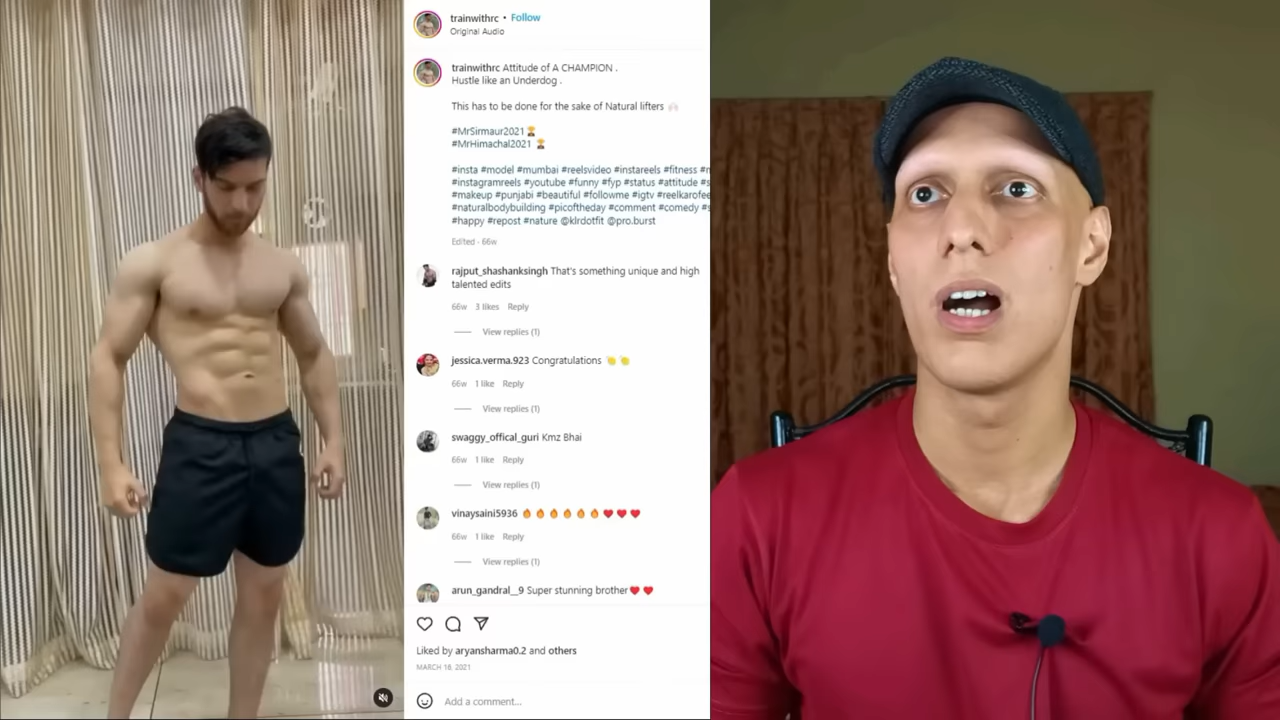 trainwithrc • Follow
Original Audio
trainwithrc Attitude of A CHAMPION .
Hustle like an Underdog .
This has to be done for the sake of Natural lifters
#MrSirmaur2021🏆
#MrHimachal2021 🏆
#insta #model #mumbai #reelsvideo #instareels #fitness
#instagramreels #youtube #funny #fyp #status #attitude
#makeup #punjabi #beautiful #followme #igtv #reelkarofee
#naturalbodybuilding #picoftheday #comment #comedy
#happy #repost #nature @klrdotfit @pro.burst
Edited · 66w
rajput_shashanksingh That's something unique and high
talented edits
66w 3 likes Reply
View replies (1)
jessica.verma.923 Congratulations 👏👏
66w 1 like Reply
View replies (1)
swaggy_offical_guri Kmz Bhai
66w 1 like Reply
View replies (1)
vinaysaini5936 🔥🔥🔥🔥🔥🔥❤️❤️❤️
66w 1 like Reply
View replies (1)
arun_gandral__9 Super stunning brother❤️❤️
Liked by aryansharma0.2 and others
MARCH 18, 2021
Add a comment...